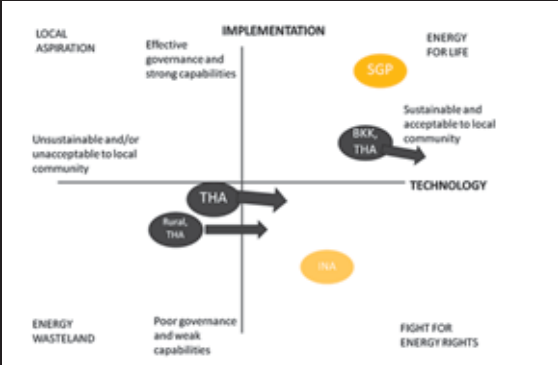 LOCAL
ASPIRATION
Effective
governance and
strong capabilities
IMPLEMENTATION
ENERGY
FOR LIFE
SGP
Sustainable and
acceptable to local
community
BKK,
THA
Unsustainable and/or
unacceptable to local
community
TECHNOLOGY
THA
Rural,
THA
INA
ENERGY
WASTELAND
Poor governance
and weak
capabilities
FIGHT FOR
ENERGY RIGHTS